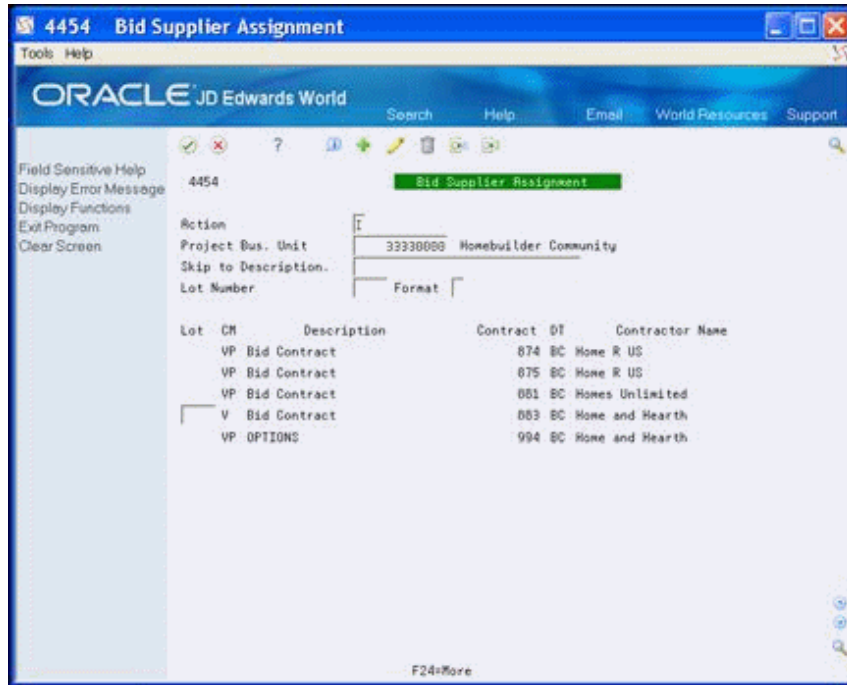 4454 Bid Supplier Assignment
Tools Help
ORACLE JD Edwards World
Search Help Email World Resources Support
?
Field Sensitive Help
Display Error Message
Display Functions
Exit Program
Clear Screen
4454 Bid Supplier Assignment
Action I
Project Bus. Unit 33330000 Homebuilder Community
Skip to Description.
Lot Number Format
Lot CM Description Contract DT Contractor Name
VP Bid Contract 874 BC Home R US
VP Bid Contract 875 BC Home R US
VP Bid Contract 881 BC Homes Unlimited
V Bid Contract 883 BC Home and Hearth
VP OPTIONS 994 BC Home and Hearth
F24=More